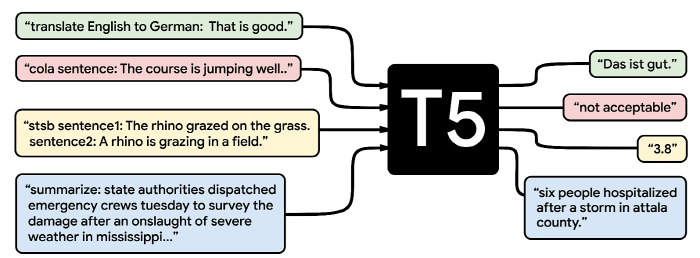 “translate English to German:  That is good.”
“cola sentence: The course is jumping well..”
“stsb sentence1: The rhino grazed on the grass.
sentence2: A rhino is grazing in a field.”
“summarize: state authorities dispatched
emergency crews tuesday to survey the
damage after an onslaught of severe
weather in mississippi...”
T5
“Das ist gut.”
“not acceptable”
“3.8”
“six people hospitalized
after a storm in attala
county.”